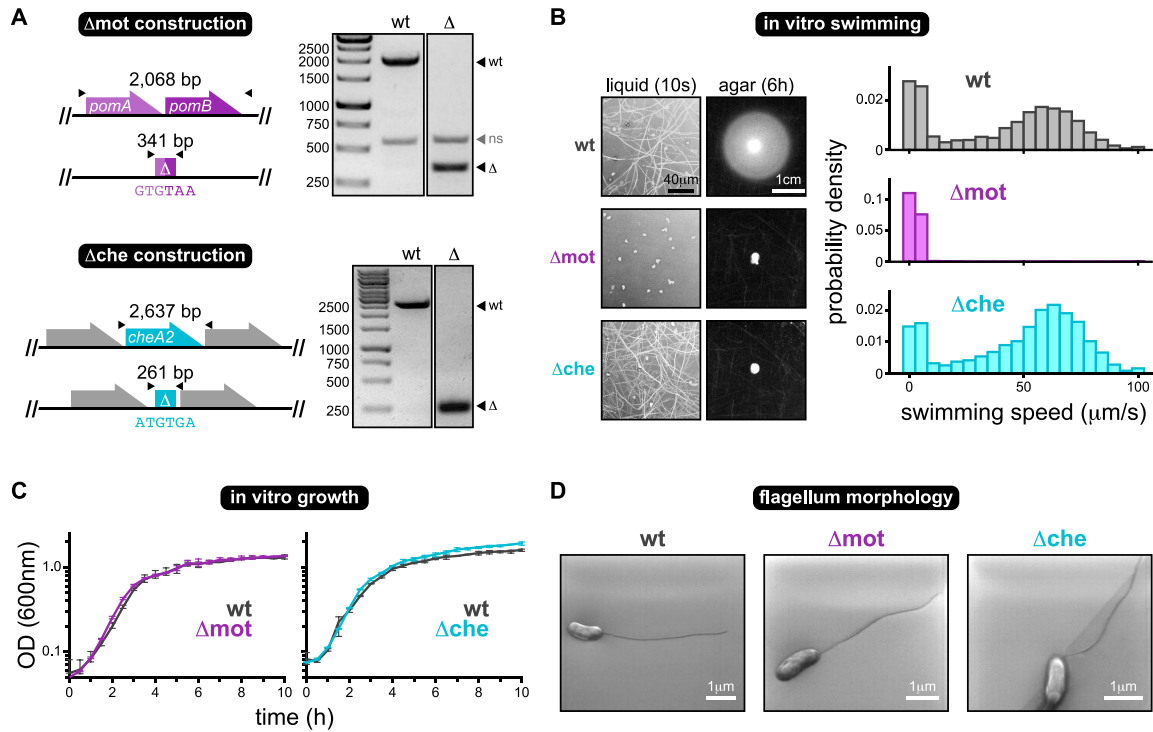 A
Δmot construction
2,068 bp
pomA pomB
341 bp
Δ
GTGTAA
wt Δ
2500
2000
1500
1000
750
500
250
wt
ns
Δ
Δche construction
2,637 bp
cheA2
261 bp
Δ
ATGTGA
wt Δ
2500
1500
1000
750
500
250
wt
Δ
B
in vitro swimming
liquid (10s) agar (6h)
wt
40μm
1cm
Δmot
Δche
probability density
wt
0.02
0
Δmot
0.1
0.05
0
Δche
0.02
0.01
0
0 50 100
swimming speed (μm/s)
C
in vitro growth
OD (600nm)
1.0
0.1
wt
Δmot
0 2 4 6 8 10
wt
Δche
0 2 4 6 8 10
time (h)
D
flagellum morphology
wt Δmot Δche
1μm 1μm 1μm